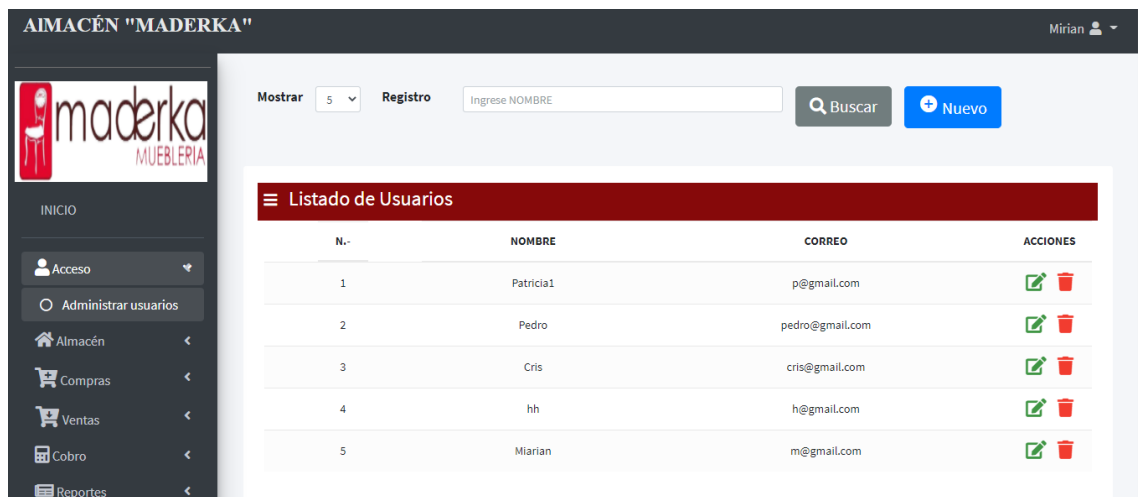 AlMACÉN "MADERKA"
Mirian
maderka
MUEBLERIA
INICIO
Acceso
Administrar usuarios
Almacén
Compras
Ventas
Cobro
Reportes
Mostrar 5 Registro Ingrese NOMBRE Buscar Nuevo
Listado de Usuarios
N.- NOMBRE CORREO ACCIONES
1 Patricia1 p@gmail.com
2 Pedro pedro@gmail.com
3 Cris cris@gmail.com
4 hh h@gmail.com
5 Miarian m@gmail.com